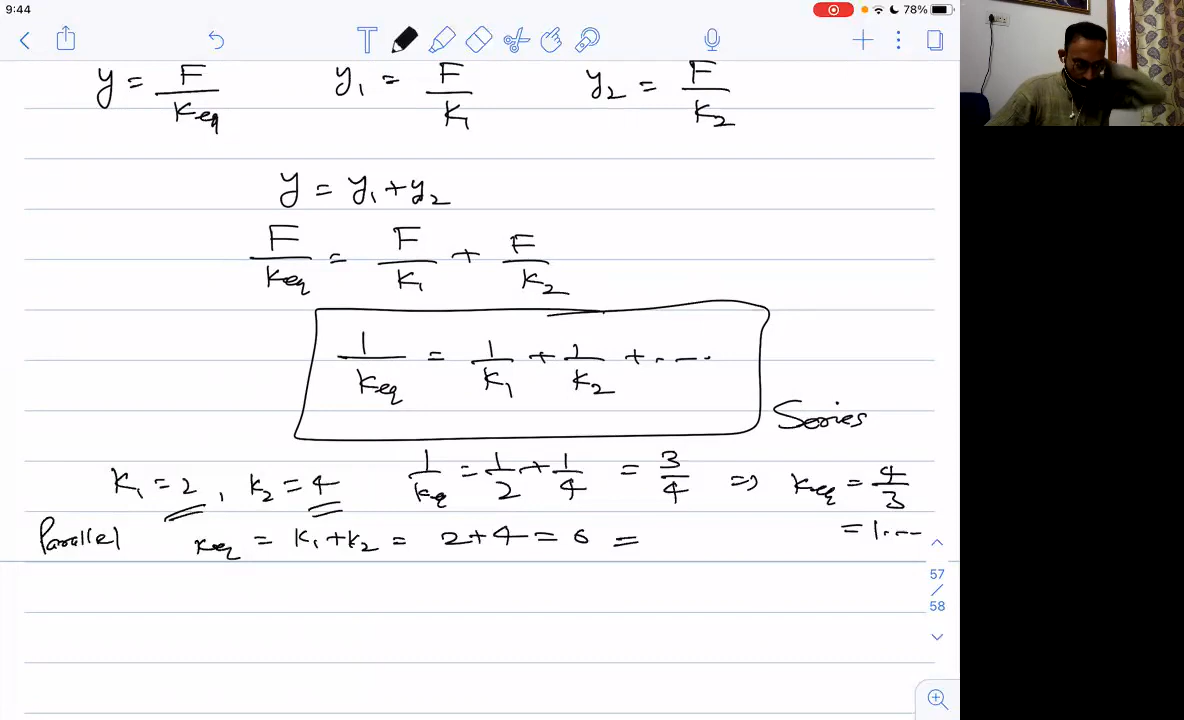 9:44 78%
y = F/Keq y₁ = F/K₁ y₂ = F/K₂
y = y₁ + y₂
F/Keq = F/K₁ + F/K₂
1/Keq = 1/K₁ + 1/K₂ + ....
Series
K₁ = 2, K₂ = 4 1/Keq = 1/2 + 1/4 = 3/4 => Keq = 4/3
= 1....
Parallel Keq = K₁ + K₂ = 2 + 4 = 6 =
57
/
58